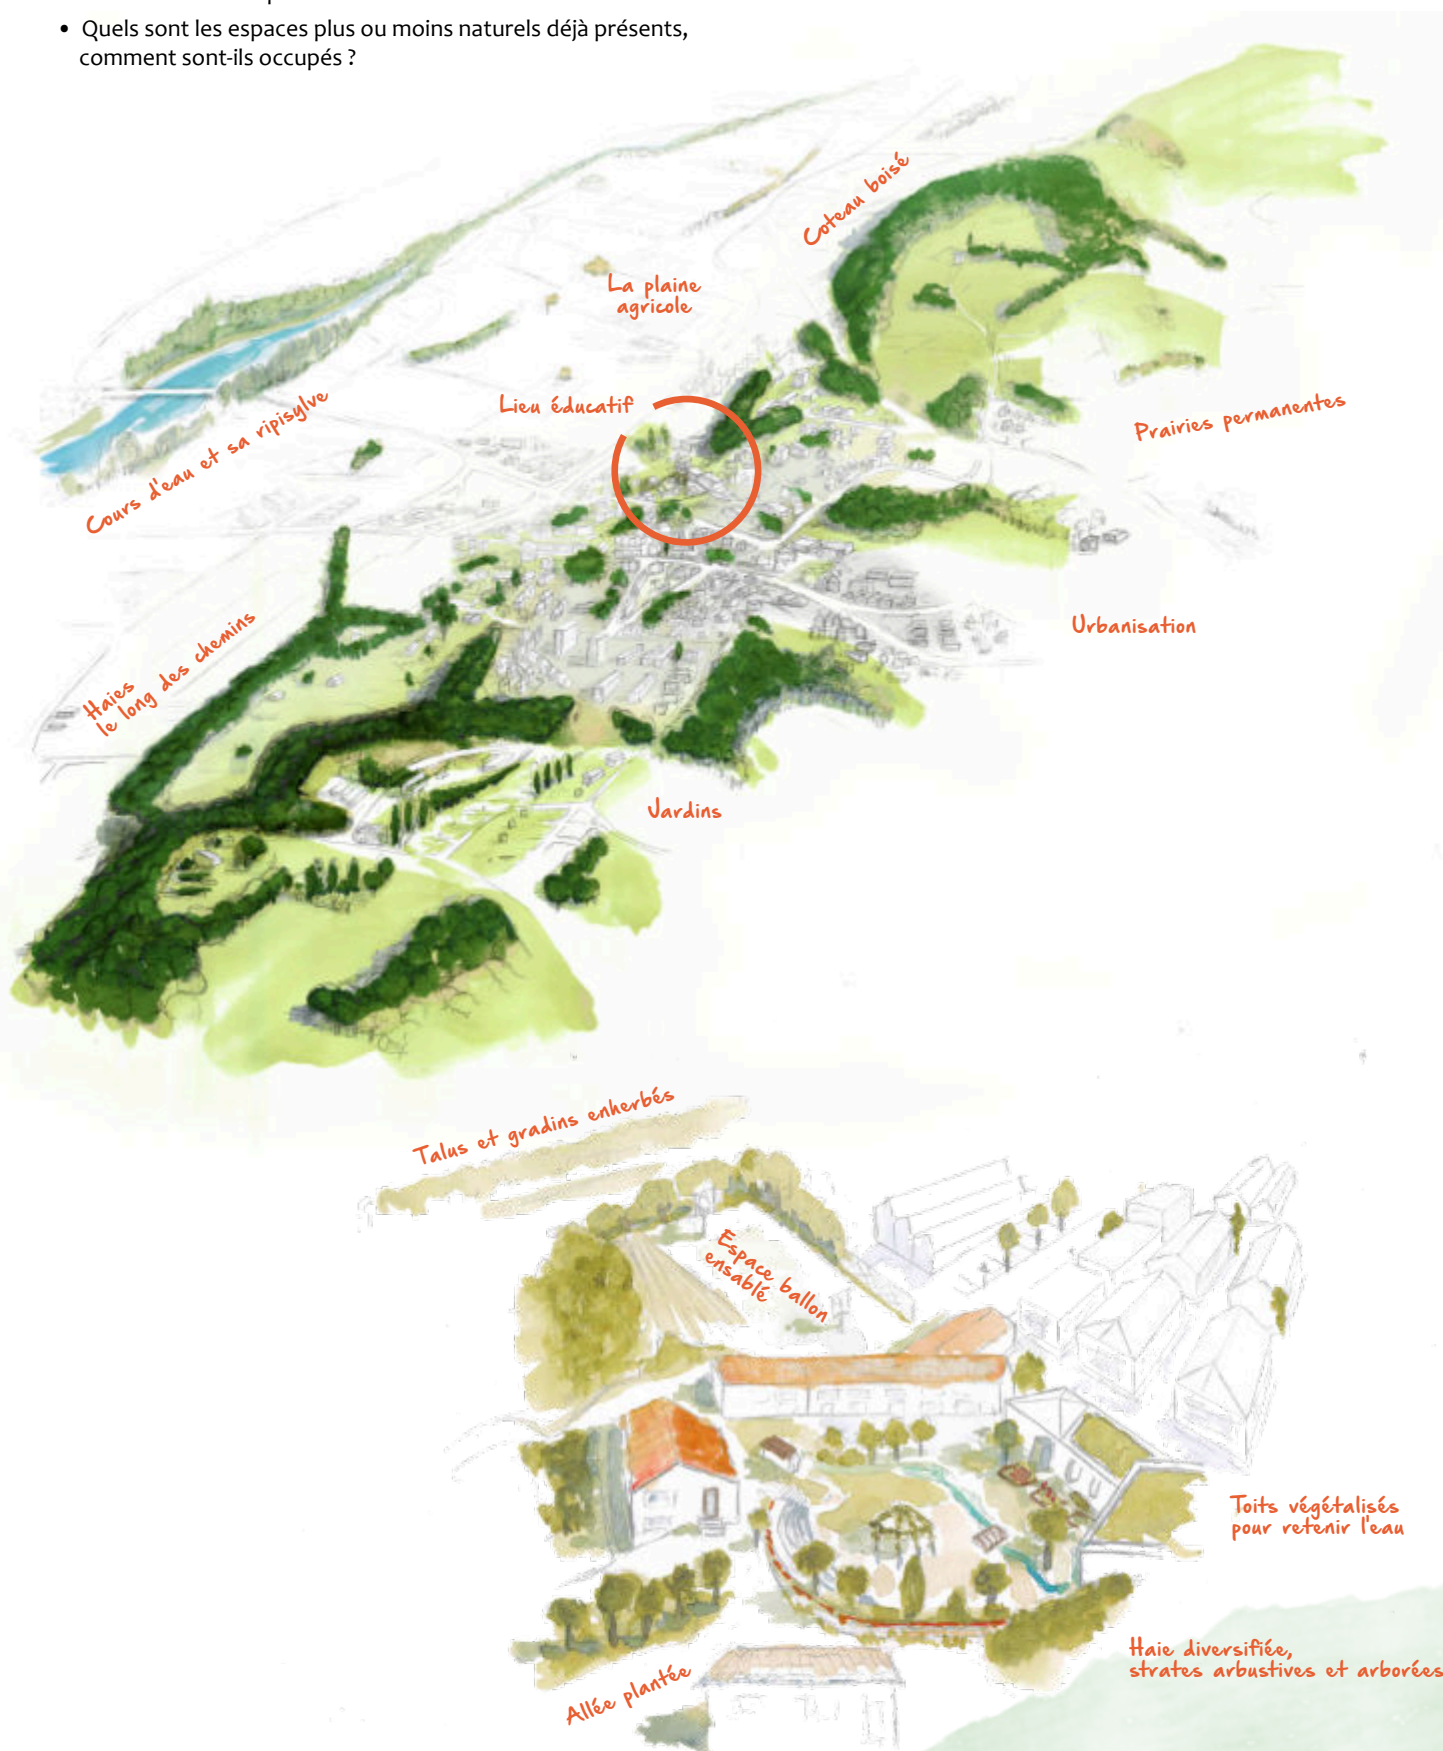 • Quels sont les espaces plus ou moins naturels déjà présents,
comment sont-ils occupés ?
Coteau boisé
La plaine
agricole
Lieu éducatif
Cours d'eau et sa ripisylve
Prairies permanentes
Haies
le long des chemins
Urbanisation
Jardins
Talus et gradins enherbés
Espace ballon
ensablé
Toits végétalisés
pour retenir l'eau
Haie diversifiée,
strates arbustives et arborées
Allée plantée